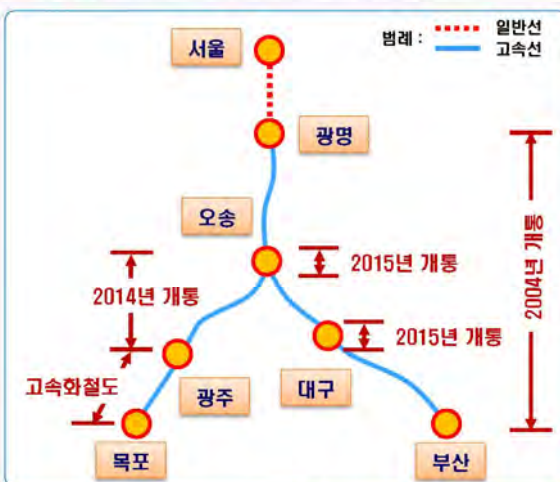 범례 :
일반선
고속선
서울
광명
오송
2015년 개통
2014년 개통
2004년 개통
2015년 개통
고속화철도
광주
대구
목포
부산